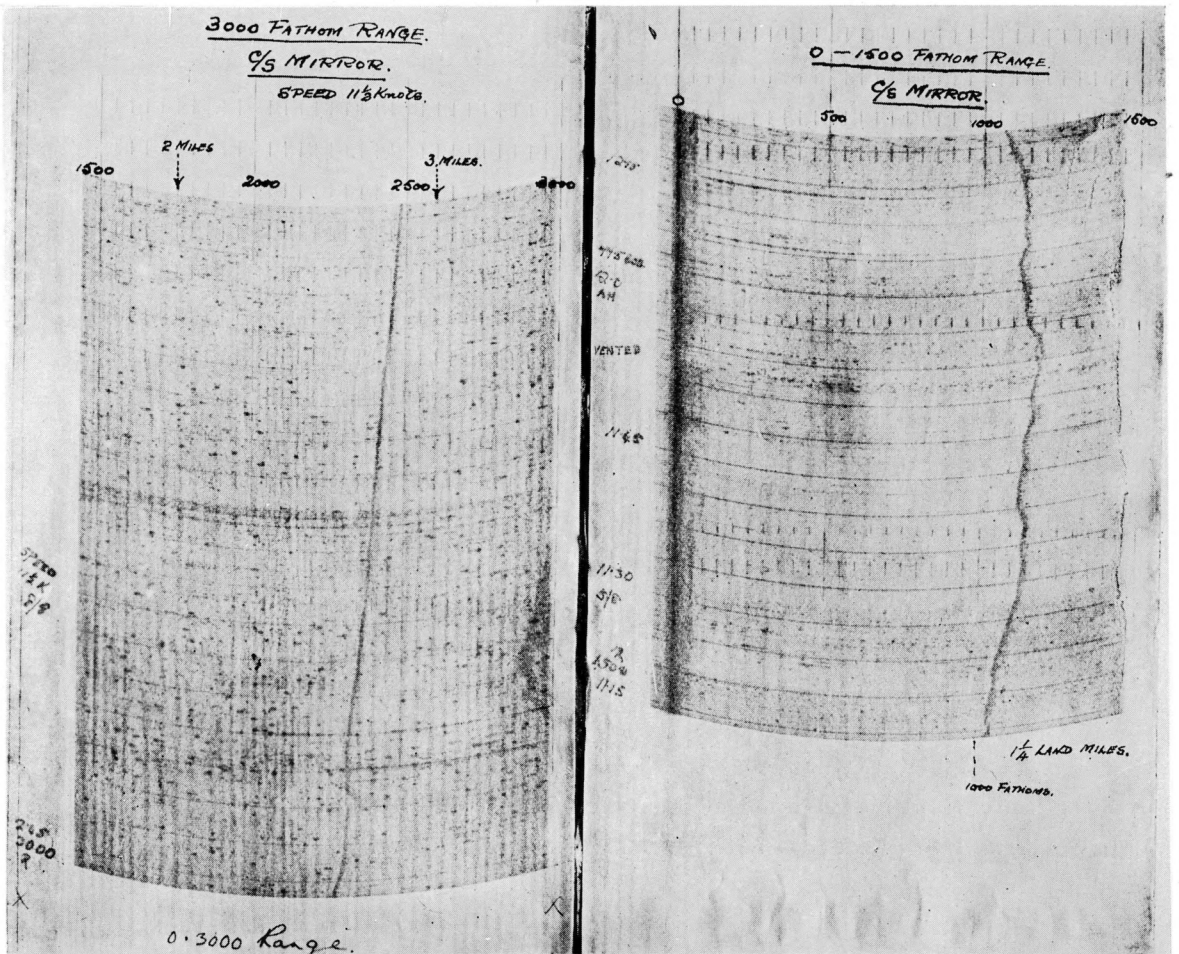 3000 FATHOM RANGE.
C/S MIRROR.
SPEED 11½ Knots.
2 MILES
3 MILES.
1500 2000 2500 3000
SPEED
0.3000 Range.
0 – 1500 FATHOM RANGE.
C/S MIRROR.
0 500 1000 1500
VENTED
11.45
11.30
S/E
11.15
1¼ LAND MILES.
1000 FATHOMS.